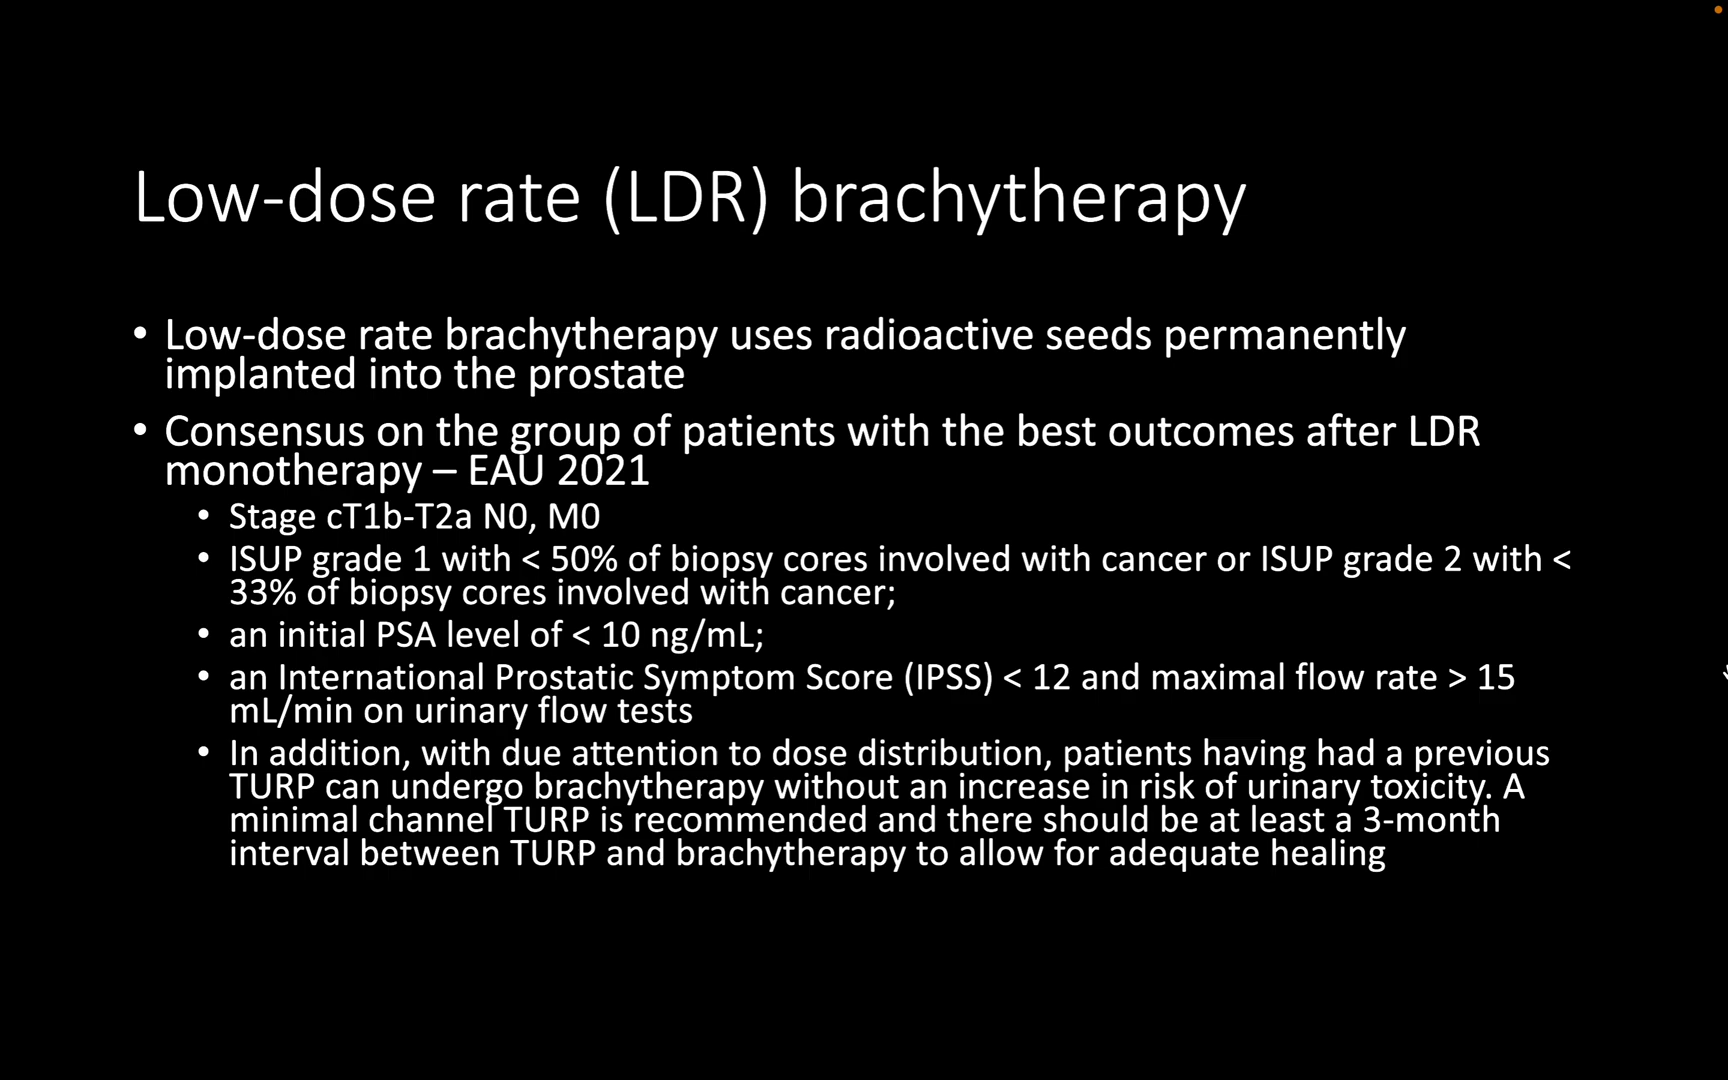 Low-dose rate (LDR) brachytherapy
• Low-dose rate brachytherapy uses radioactive seeds permanently
implanted into the prostate
• Consensus on the group of patients with the best outcomes after LDR
monotherapy – EAU 2021
• Stage cT1b-T2a N0, M0
• ISUP grade 1 with < 50% of biopsy cores involved with cancer or ISUP grade 2 with <
33% of biopsy cores involved with cancer;
• an initial PSA level of < 10 ng/mL;
• an International Prostatic Symptom Score (IPSS) < 12 and maximal flow rate > 15
mL/min on urinary flow tests
• In addition, with due attention to dose distribution, patients having had a previous
TURP can undergo brachytherapy without an increase in risk of urinary toxicity. A
minimal channel TURP is recommended and there should be at least a 3-month
interval between TURP and brachytherapy to allow for adequate healing